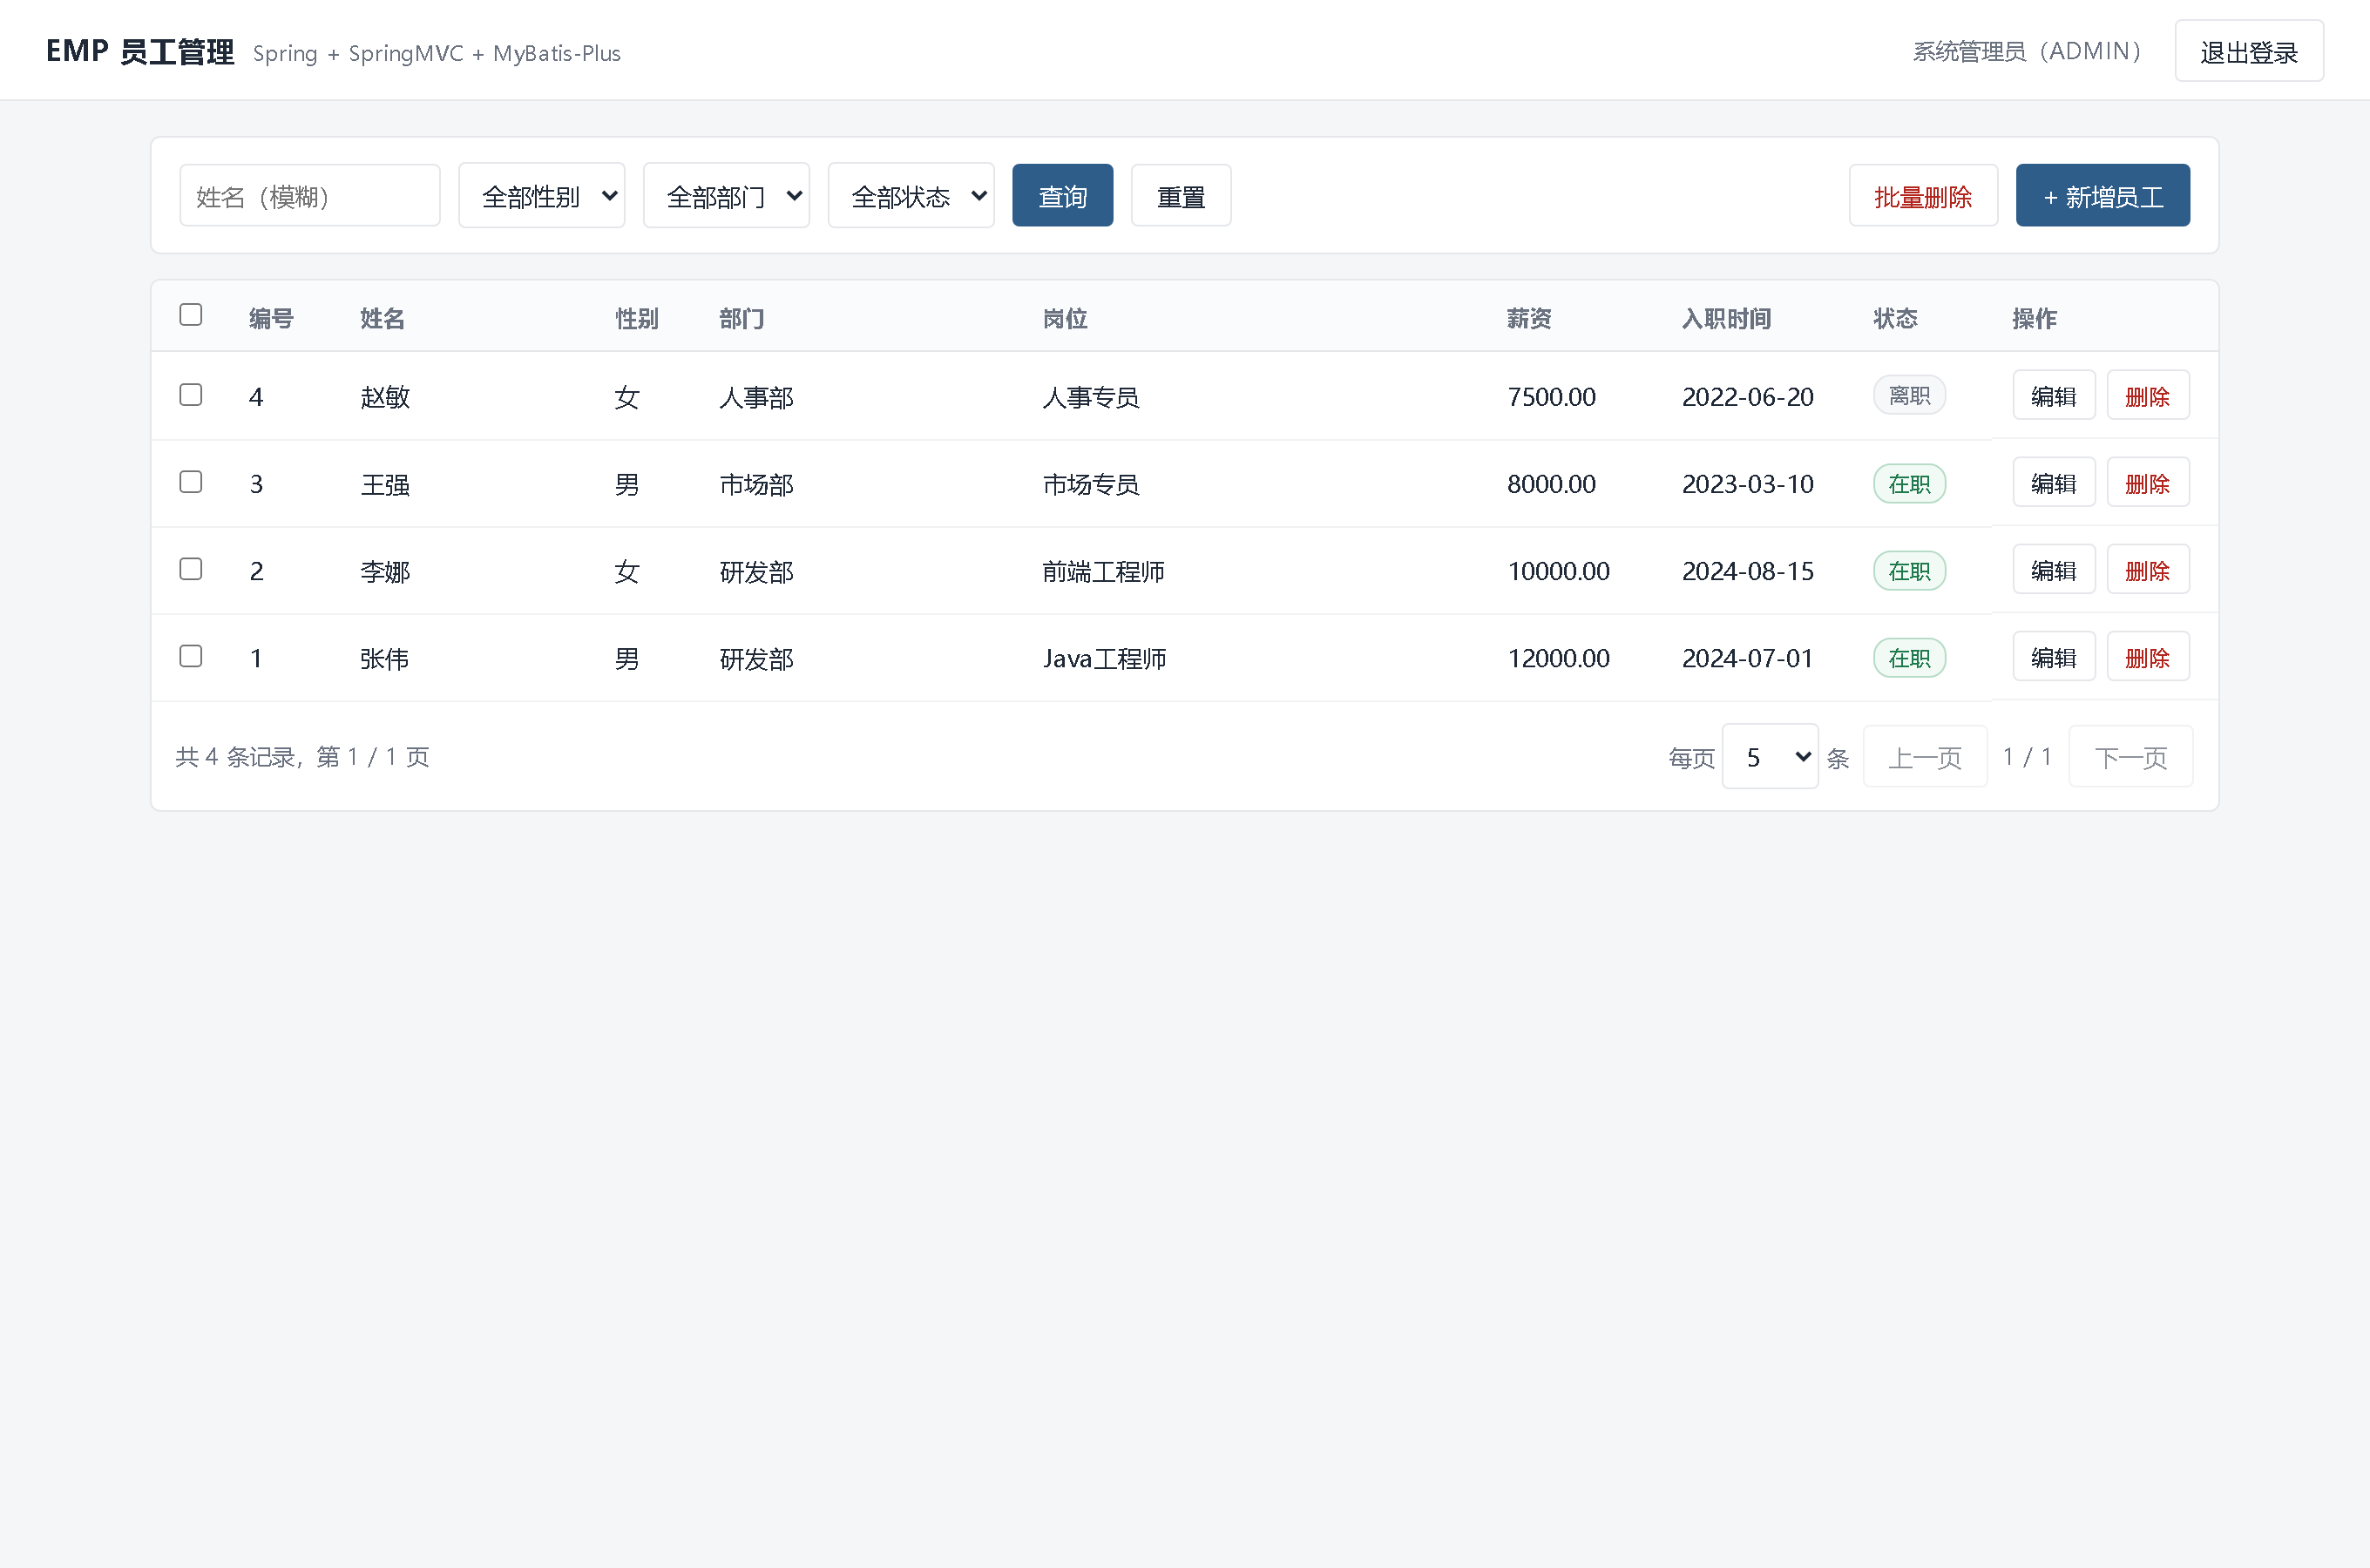 EMP 员工管理 Spring + SpringMVC + MyBatis-Plus 系统管理员（ADMIN） 退出登录
姓名（模糊） 全部性别 全部部门 全部状态 查询 重置 批量删除 + 新增员工
编号 姓名 性别 部门 岗位 薪资 入职时间 状态 操作
4 赵敏 女 人事部 人事专员 7500.00 2022-06-20 离职 编辑 删除
3 王强 男 市场部 市场专员 8000.00 2023-03-10 在职 编辑 删除
2 李娜 女 研发部 前端工程师 10000.00 2024-08-15 在职 编辑 删除
1 张伟 男 研发部 Java工程师 12000.00 2024-07-01 在职 编辑 删除
共 4 条记录，第 1 / 1 页 每页 5 条 上一页 1 / 1 下一页